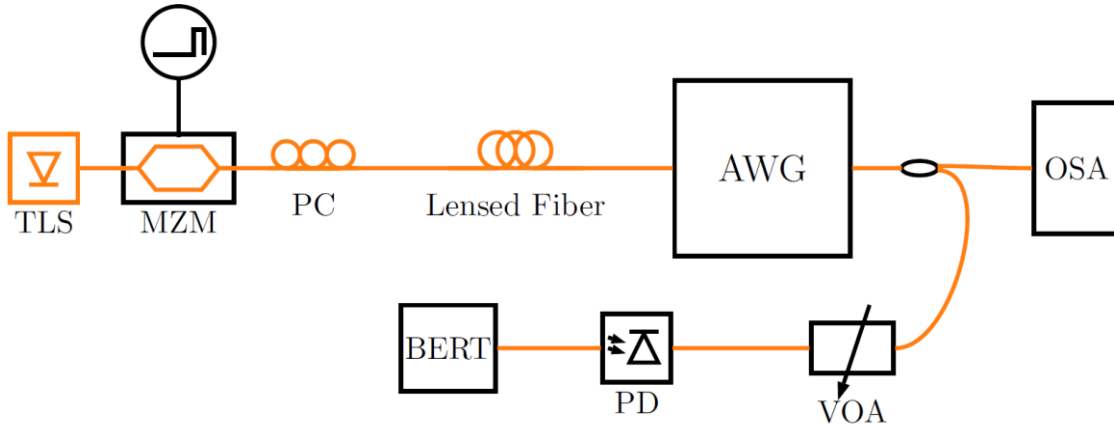 TLS
MZM
PC
Lensed Fiber
AWG
OSA
BERT
PD
VOA